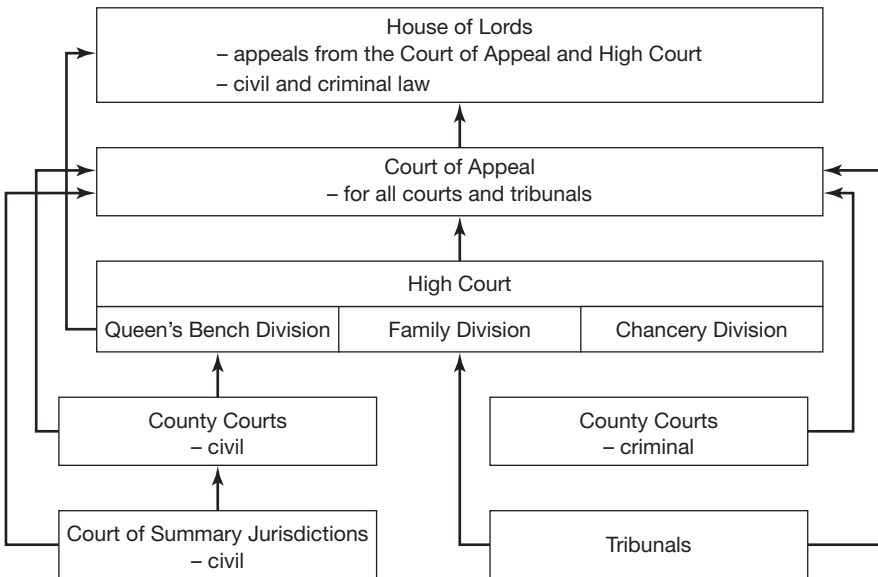 House of Lords
– appeals from the Court of Appeal and High Court
– civil and criminal law
Court of Appeal
– for all courts and tribunals
High Court
Queen’s Bench Division
Family Division
Chancery Division
County Courts
– civil
County Courts
– criminal
Court of Summary Jurisdictions
– civil
Tribunals